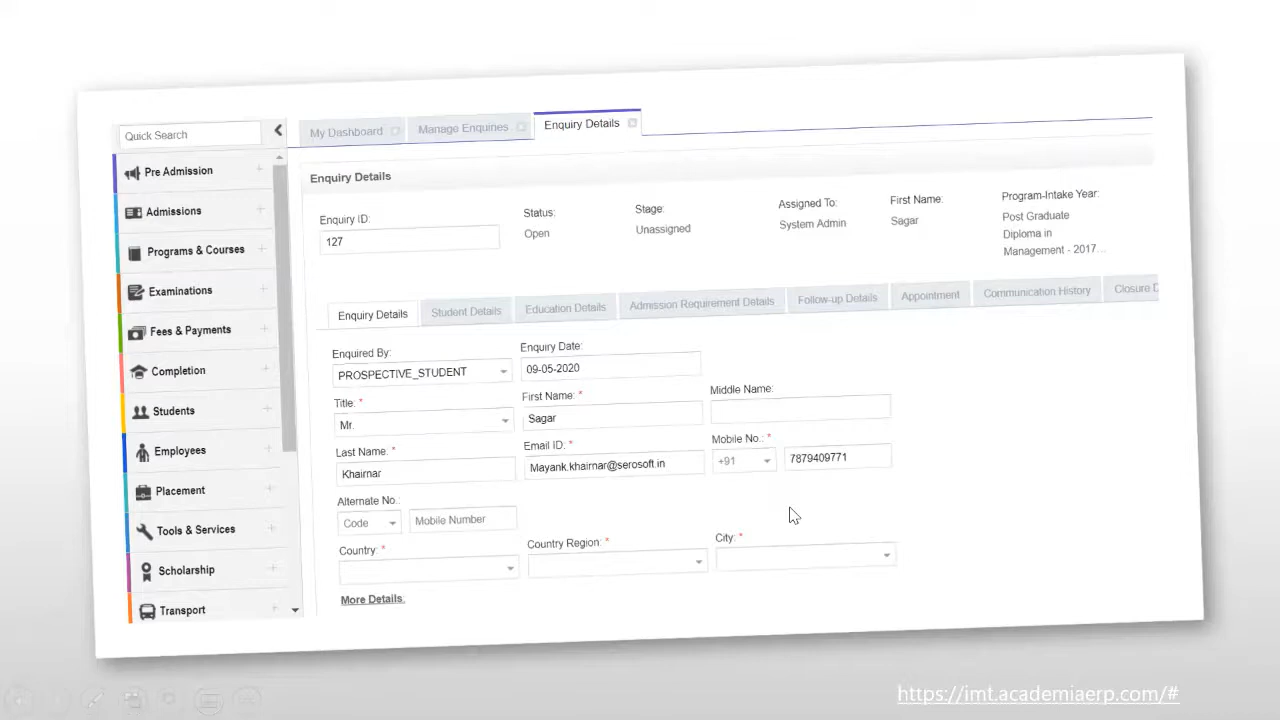 Quick Search
My Dashboard
Manage Enquines
Enquiry Details
Pre Admission
Admissions
Programs & Courses
Examinations
Fees & Payments
Completion
Students
Employees
Placement
Tools & Services
Scholarship
Transport
Enquiry Details
Enquiry ID:
127
Status:
Open
Stage:
Unassigned
Assigned To:
System Admin
First Name:
Sagar
Program-Intake Year:
Post Graduate
Diploma in
Management - 2017...
Enquiry Details
Student Details
Education Details
Admission Requirement Details
Follow-up Details
Appointment
Communication History
Closure D
Enquired By:
PROSPECTIVE_STUDENT
Enquiry Date:
09-05-2020
Title: *
Mr.
First Name: *
Sagar
Middle Name:
Last Name: *
Khairnar
Email ID: *
Mayank.khairnar@serosoft.in
Mobile No.: *
+91
7879409771
Alternate No.:
Code
Mobile Number
Country: *
Country Region: *
City: *
More Details:
https://imt.academiaerp.com/#